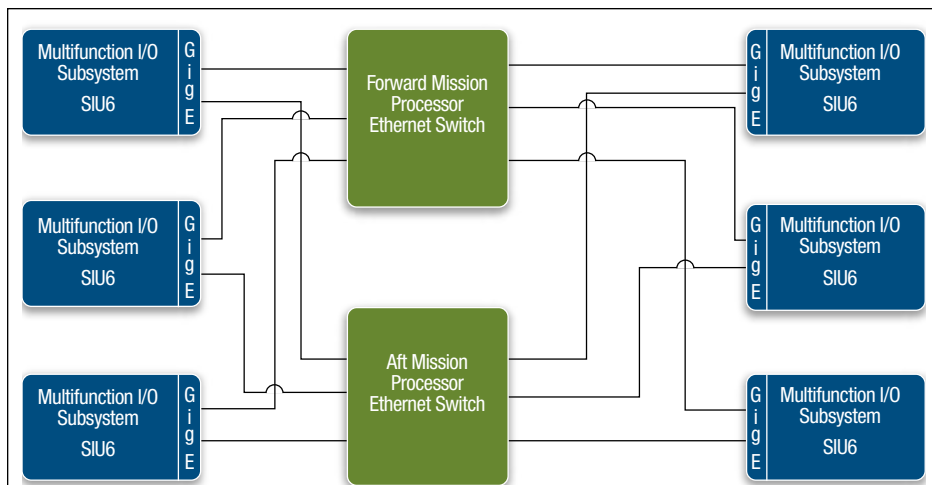 Multifunction I/O
Subsystem
SIU6
G
i
g
E
Forward Mission
Processor
Ethernet Switch
G
i
g
E
Multifunction I/O
Subsystem
SIU6
Multifunction I/O
Subsystem
SIU6
G
i
g
E
G
i
g
E
Multifunction I/O
Subsystem
SIU6
Multifunction I/O
Subsystem
SIU6
G
i
g
E
Aft Mission
Processor
Ethernet Switch
G
i
g
E
Multifunction I/O
Subsystem
SIU6